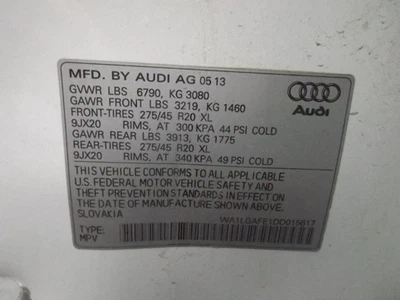 MFD. BY AUDI AG 05 13
GVWR LBS 6790, KG 3080
GAWR FRONT LBS 3219, KG 1460
FRONT-TIRES 275/45 R20 XL
9JX20 RIMS, AT 300 KPA 44 PSI COLD
GAWR REAR LBS 3913, KG 1775
REAR-TIRES 275/45 R20 XL
9JX20 RIMS, AT 340 KPA 49 PSI COLD
Audi
THIS VEHICLE CONFORMS TO ALL APPLICABLE
U.S. FEDERAL MOTOR VEHICLE SAFETY AND
THEFT PREVENTION STANDARDS IN EFFECT ON
THE DATE OF MANUFACTURE SHOWN ABOVE.
SLOVAKIA
TYPE:
MPV